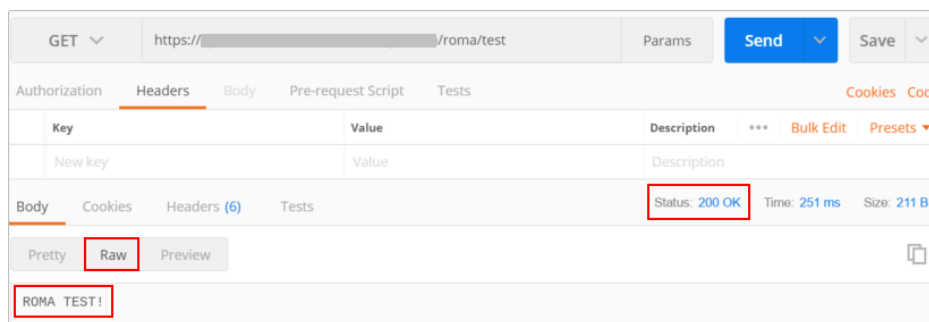 GET https:// /roma/test Params Send Save
Authorization Headers Body Pre-request Script Tests Cookies Coo
Key Value Description ••• Bulk Edit Presets
New key Value Description
Body Cookies Headers (6) Tests Status: 200 OK Time: 251 ms Size: 211 B
Pretty Raw Preview
ROMA TEST!